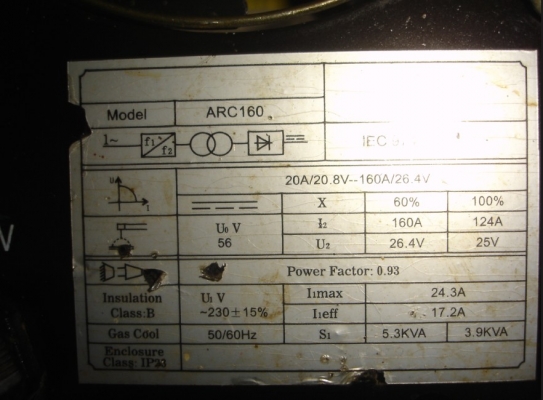 Model ARC160
1~ f1 f2 IEC
U I 20A/20.8V--160A/26.4V
X 60% 100%
U₀ V I₂ 160A 124A
56 U₂ 26.4V 25V
Power Factor: 0.93
Insulation U₁ V I₁max 24.3A
Class:B ~230±15% I₁eff 17.2A
Gas Cool 50/60Hz S₁ 5.3KVA 3.9KVA
Enclosure
Class: IP23
V